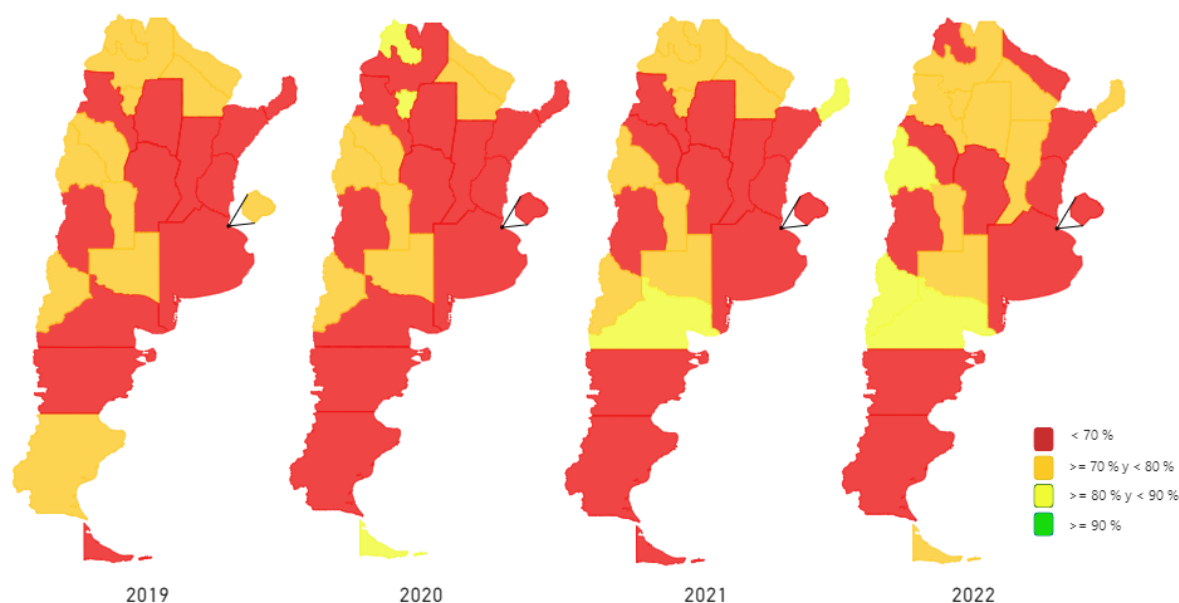 < 70 %
>= 70 % y < 80 %
>= 80 % y < 90 %
>= 90 %
2019 2020 2021 2022